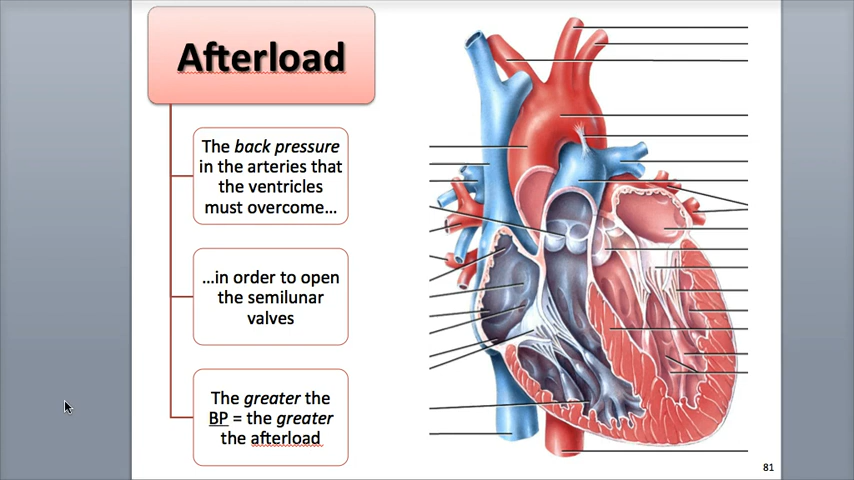 Afterload
The back pressure
in the arteries that
the ventricles
must overcome...
...in order to open
the semilunar
valves
The greater the
BP = the greater
the afterload
81